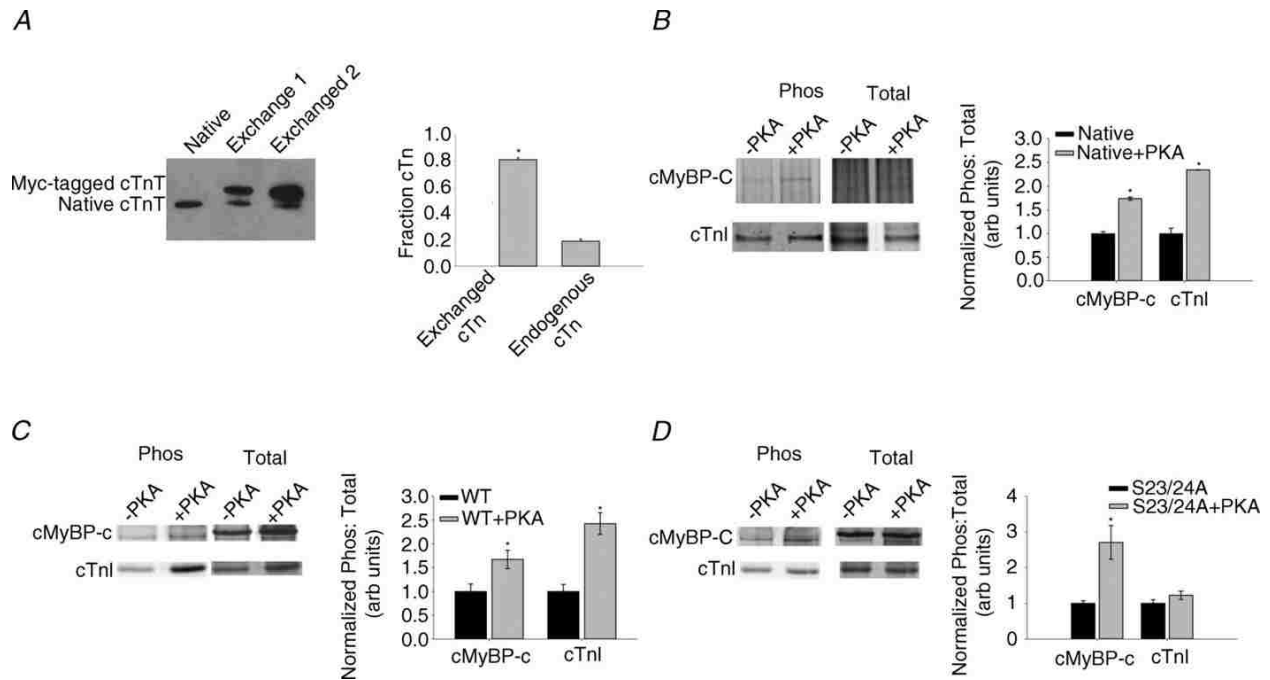 A
Native
Exchange 1
Exchanged 2
Myc-tagged cTnT
Native cTnT
Fraction cTn
1.0
0.8
0.6
0.4
0.2
0.0
*
Exchanged cTn
Endogenous cTn
B
Phos
Total
-PKA
+PKA
-PKA
+PKA
cMyBP-C
cTnI
Normalized Phos: Total
(arb units)
3.0
2.5
2.0
1.5
1.0
0.5
0.0
Native
Native+PKA
*
*
cMyBP-c
cTnI
C
Phos
Total
-PKA
+PKA
-PKA
+PKA
cMyBP-c
cTnI
Normalized Phos: Total
(arb units)
3.0
2.5
2.0
1.5
1.0
0.5
0.0
WT
WT+PKA
*
*
cMyBP-c
cTnI
D
Phos
Total
-PKA
+PKA
-PKA
+PKA
cMyBP-C
cTnI
Normalized Phos:Total
(arb units)
4
3
2
1
0
S23/24A
S23/24A+PKA
*
cMyBP-c
cTnI